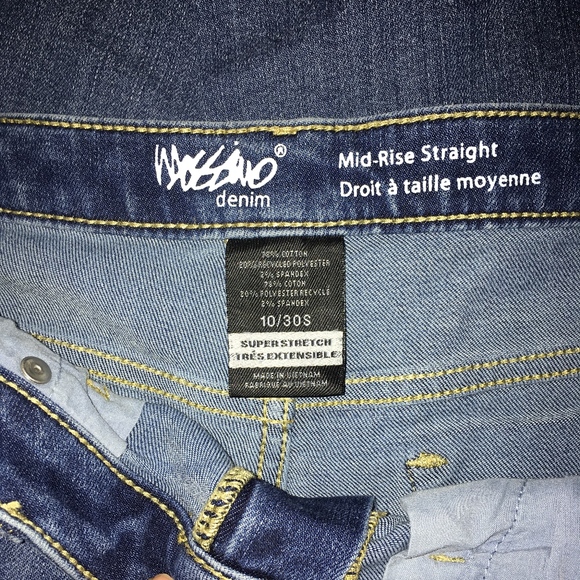 MOSSIMO®
denim
Mid-Rise Straight
Droit à taille moyenne
78% COTTON
20% RECYCLED POLYESTER
2% SPANDEX
78% COTON
20% POLYESTER RECYCLÉ
2% SPANDEX
10/30S
SUPER STRETCH
TRÉS EXTENSIBLE
MADE IN VIETNAM
FABRIQUÉ AU VIETNAM